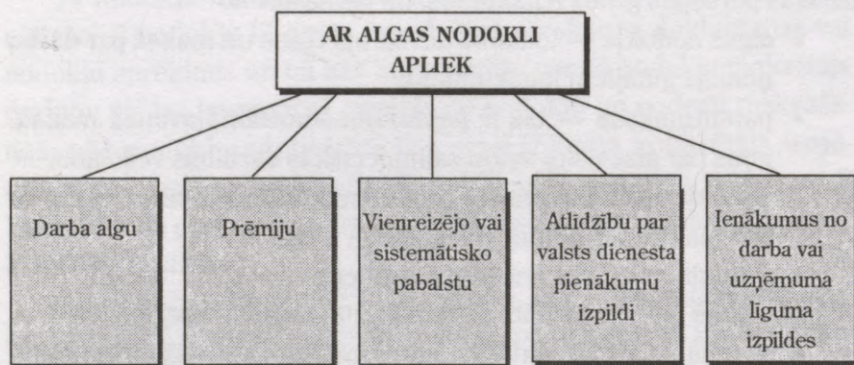 AR ALGAS NODOKLI
APLIEK
Darba algu
Prēmiju
Vienreizējo vai
sistemātisko
pabalstu
Atlīdzību par
valsts dienesta
pienākumu
izpildi
Ienākumus no
darba vai
uzņēmuma
līguma
izpildes